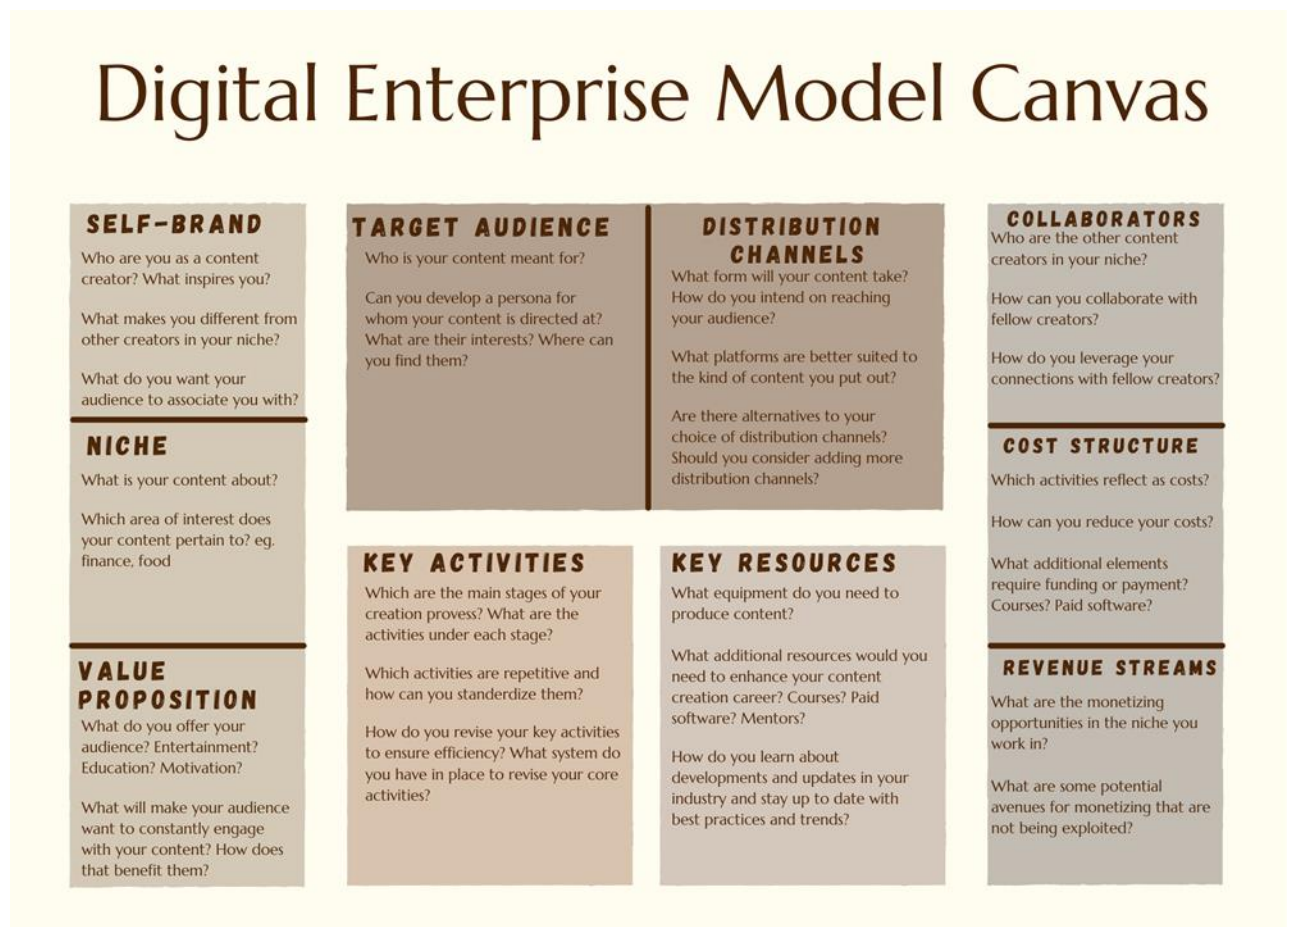 Digital Enterprise Model Canvas
SELF-BRAND
Who are you as a content
creator? What inspires you?
What makes you different from
other creators in your niche?
What do you want your
audience to associate you with?
NICHE
What is your content about?
Which area of interest does
your content pertain to? eg.
finance, food
VALUE
PROPOSITION
What do you offer your
audience? Entertainment?
Education? Motivation?
What will make your audience
want to constantly engage
with your content? How does
that benefit them?
TARGET AUDIENCE
Who is your content meant for?
Can you develop a persona for
whom your content is directed at?
What are their interests? Where can
you find them?
DISTRIBUTION
CHANNELS
What form will your content take?
How do you intend on reaching
your audience?
What platforms are better suited to
the kind of content you put out?
Are there alternatives to your
choice of distribution channels?
Should you consider adding more
distribution channels?
KEY ACTIVITIES
Which are the main stages of your
creation provess? What are the
activities under each stage?
Which activities are repetitive and
how can you standerdize them?
How do you revise your key activities
to ensure efficiency? What system do
you have in place to revise your core
activities?
KEY RESOURCES
What equipment do you need to
produce content?
What additional resources would you
need to enhance your content
creation career? Courses? Paid
software? Mentors?
How do you learn about
developments and updates in your
industry and stay up to date with
best practices and trends?
COLLABORATORS
Who are the other content
creators in your niche?
How can you collaborate with
fellow creators?
How do you leverage your
connections with fellow creators?
COST STRUCTURE
Which activities reflect as costs?
How can you reduce your costs?
What additional elements
require funding or payment?
Courses? Paid software?
REVENUE STREAMS
What are the monetizing
opportunities in the niche you
work in?
What are some potential
avenues for monetizing that are
not being exploited?